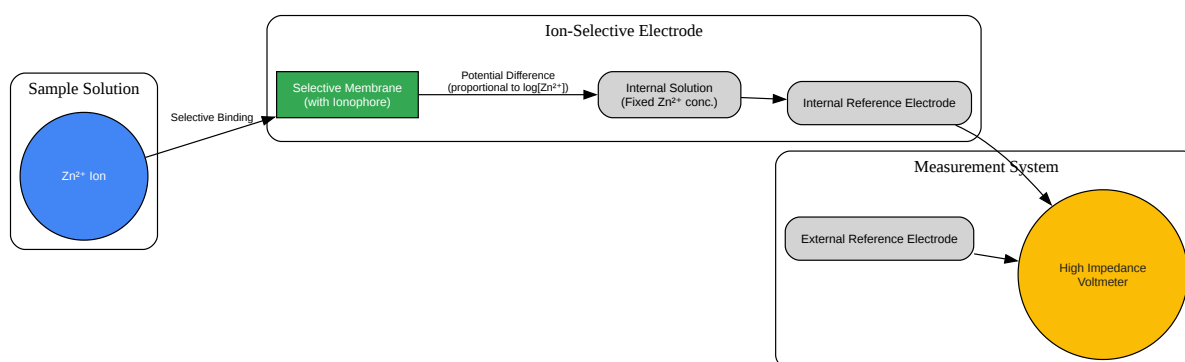 Ion-Selective Electrode
Sample Solution
Zn²⁺ Ion
Selective Binding
Selective Membrane
(with Ionophore)
Potential Difference
(proportional to log[Zn²⁺])
Internal Solution
(Fixed Zn²⁺ conc.)
Internal Reference Electrode
Measurement System
External Reference Electrode
High Impedance
Voltmeter